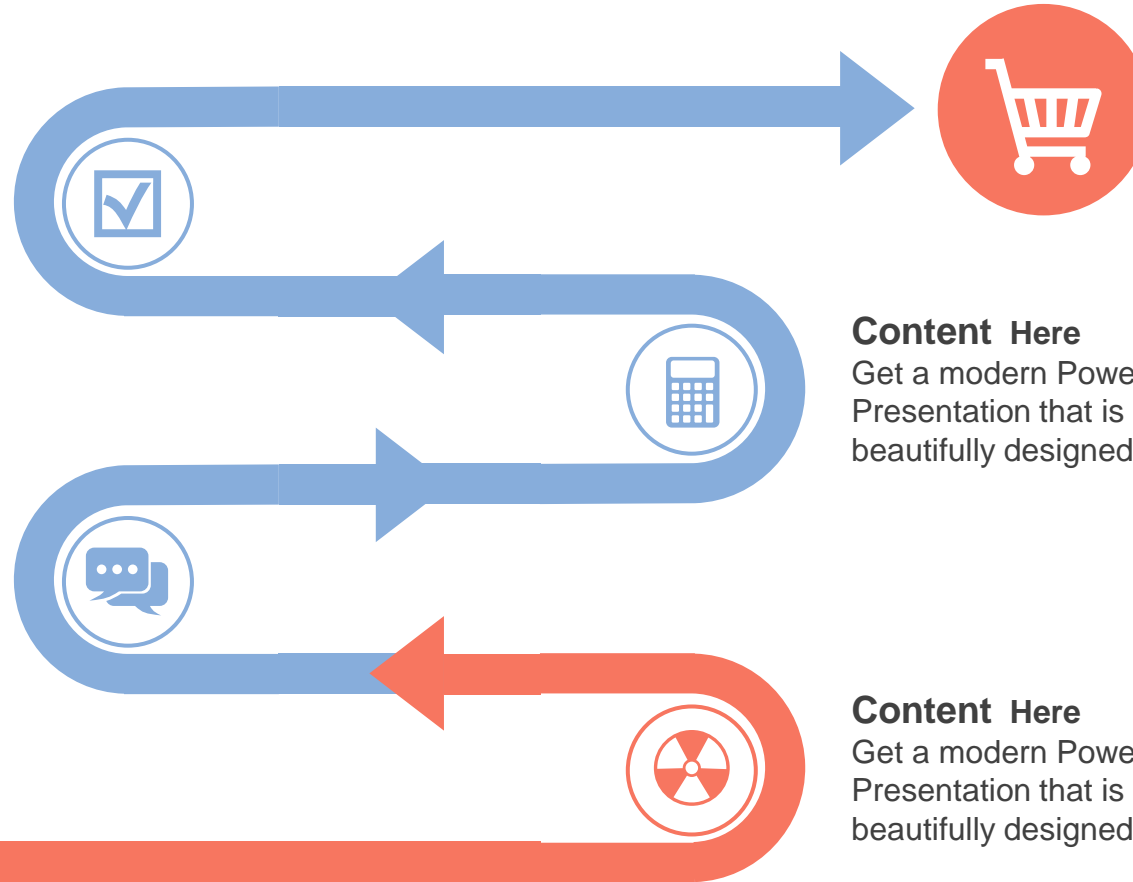 Content Here
Get a modern Powe
Presentation that is
beautifully designed
Content Here
Get a modern Powe
Presentation that is
beautifully designed